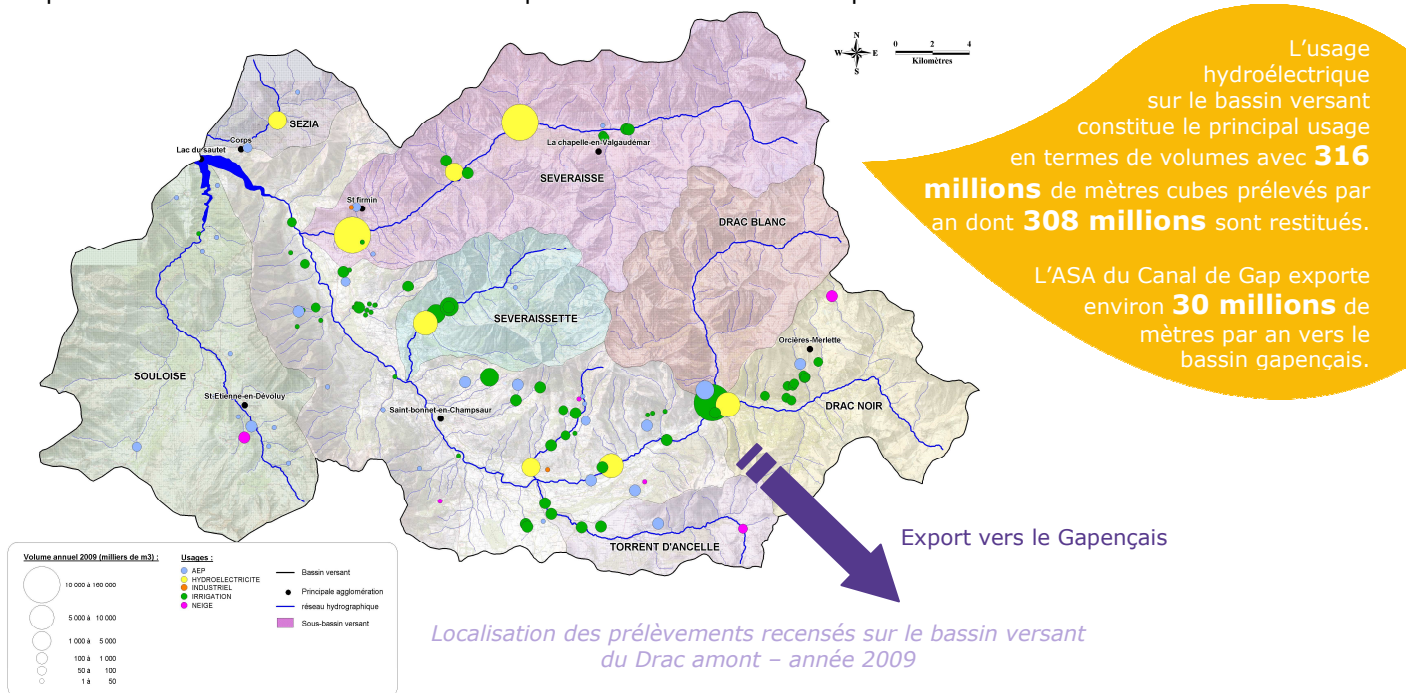 N
W E
S
0 2 4
Kilomètres
L'usage
hydroélectrique
sur le bassin versant
constitue le principal usage
en termes de volumes avec 316
millions de mètres cubes prélevés par
an dont 308 millions sont restitués.
L'ASA du Canal de Gap exporte
environ 30 millions de
mètres par an vers le
bassin gapençais.
SEZIA
Corps
Lac du sautet
La chapelle-en-Valgaudémar
SEVERAISSE
St firmin
DRAC BLANC
SEVERAISSETTE
Orcières-Merlette
SOULOISE
St-Etienne-en-Dévoluy
Saint-bonnet-en-Champsaur
DRAC NOIR
TORRENT D'ANCELLE
Export vers le Gapençais
Volume annuel 2009 (milliers de m3) :
10 000 à 160 000
5 000 à 10 000
1 000 à 5 000
100 à 1 000
50 à 100
1 à 50
Usages :
AEP
HYDROELECTRICITE
INDUSTRIEL
IRRIGATION
NEIGE
Bassin versant
Principale agglomération
réseau hydrographique
Sous-bassin versant
Localisation des prélèvements recensés sur le bassin versant
du Drac amont – année 2009